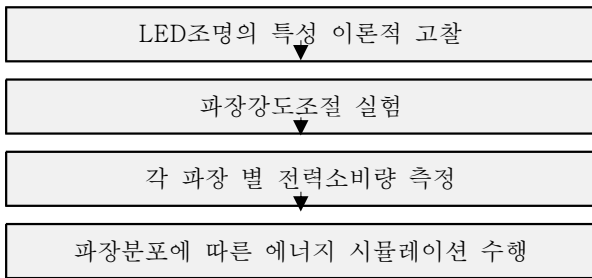 LED조명의 특성 이론적 고찰
파장강도조절 실험
각 파장 별 전력소비량 측정
파장분포에 따른 에너지 시뮬레이션 수행